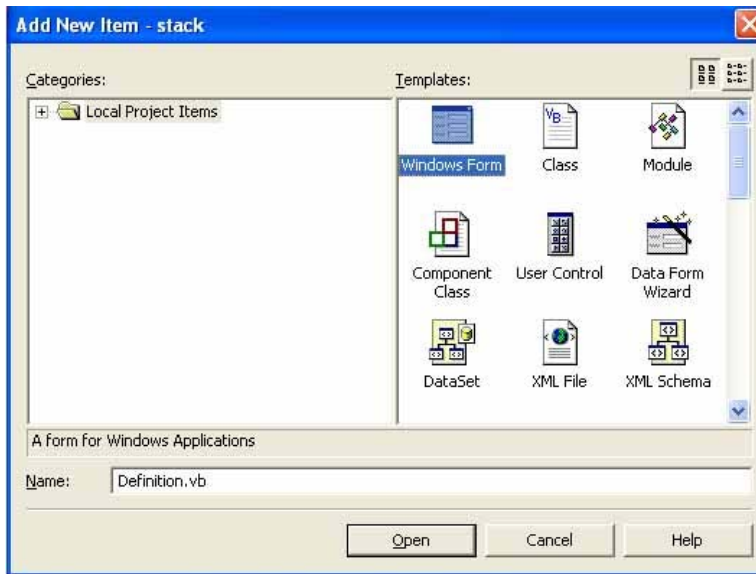 Add New Item - stack
Categories:
Templates:
Local Project Items
Windows Form
VB
Class
Module
Component
Class
User Control
Data Form
Wizard
DataSet
XML File
XML Schema
A form for Windows Applications
Name:
Definition.vb
Open
Cancel
Help